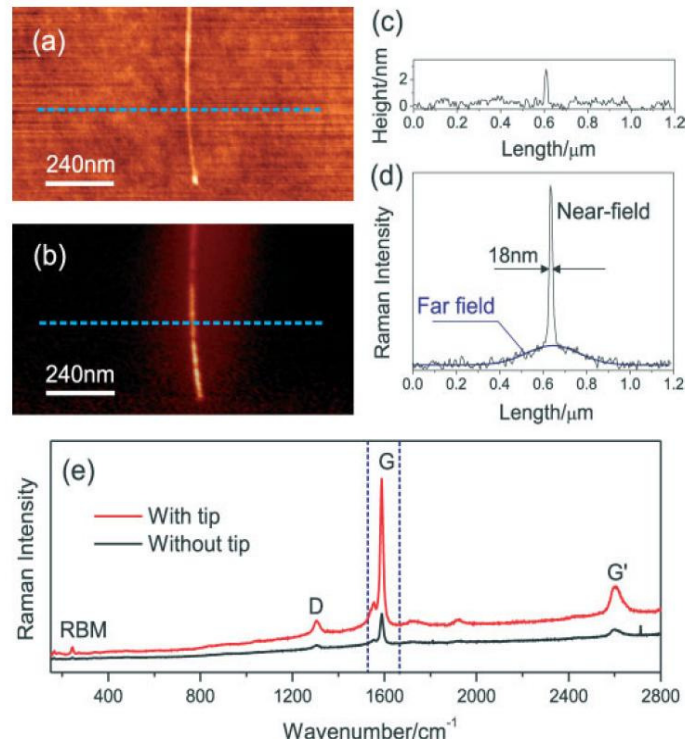 (a)
240nm
(b)
240nm
(c)
Height/nm
2
0
0.0 0.2 0.4 0.6 0.8 1.0 1.2
Length/μm
(d)
Raman Intensity
Near-field
18nm
Far field
0.0 0.2 0.4 0.6 0.8 1.0 1.2
Length/μm
(e)
Raman Intensity
With tip
Without tip
RBM
D
G
G'
400 800 1200 1600 2000 2400 2800
Wavenumber/cm⁻¹